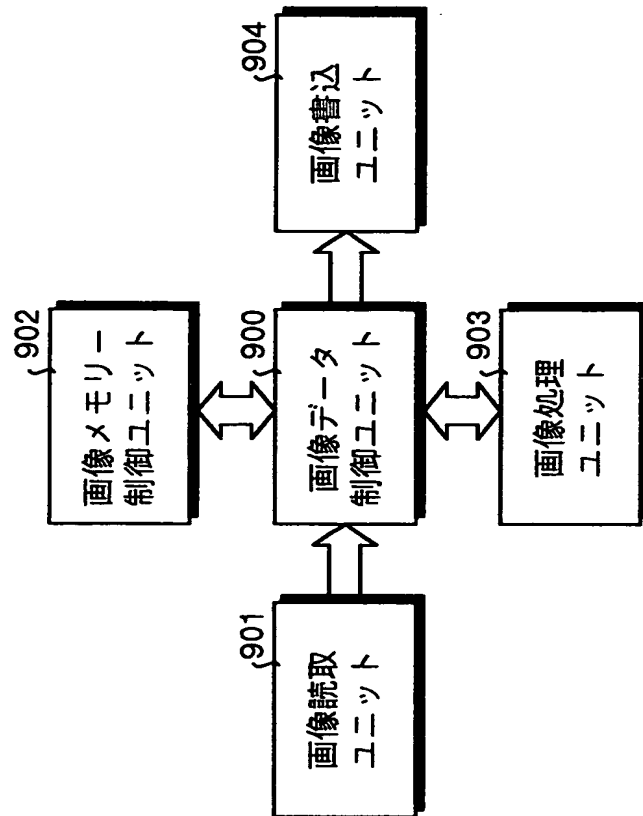 902
画像メモリー
制御ユニット
901
画像読取
ユニット
900
画像データ
制御ユニット
904
画像書込
ユニット
903
画像処理
ユニット